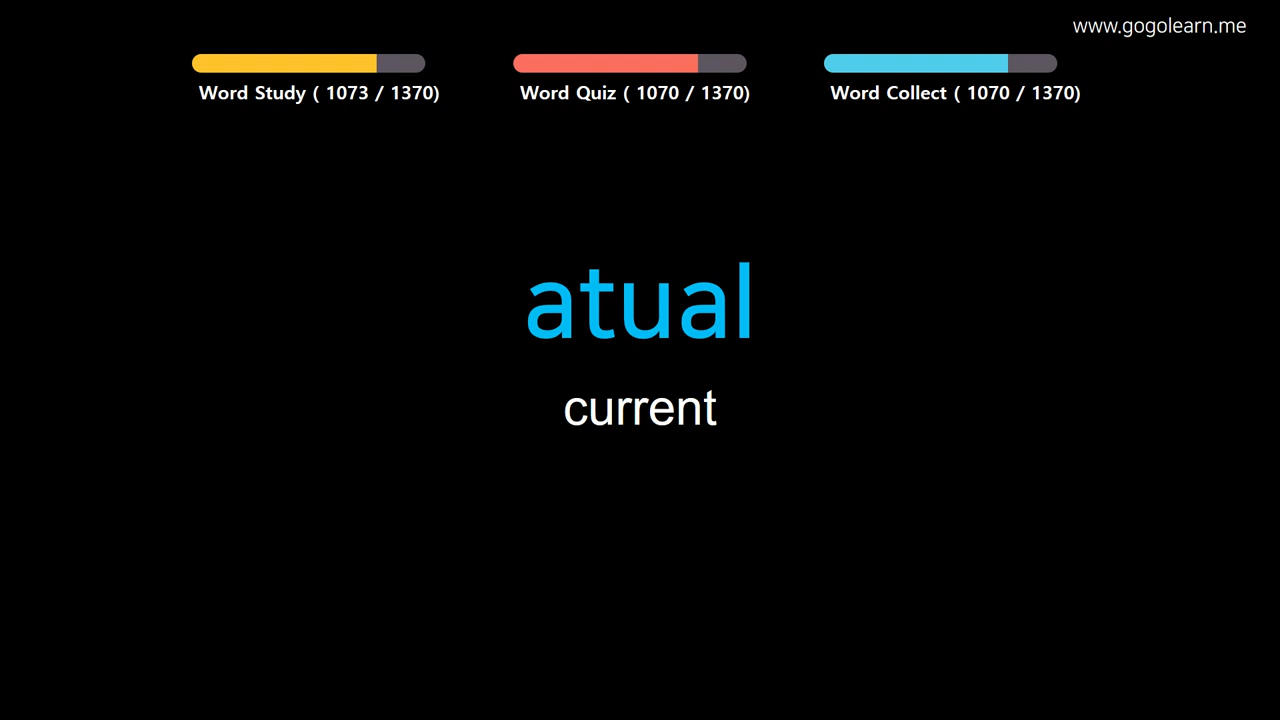 www.gogolearn.me
Word Study ( 1073 / 1370)
Word Quiz ( 1070 / 1370)
Word Collect ( 1070 / 1370)
atual
current